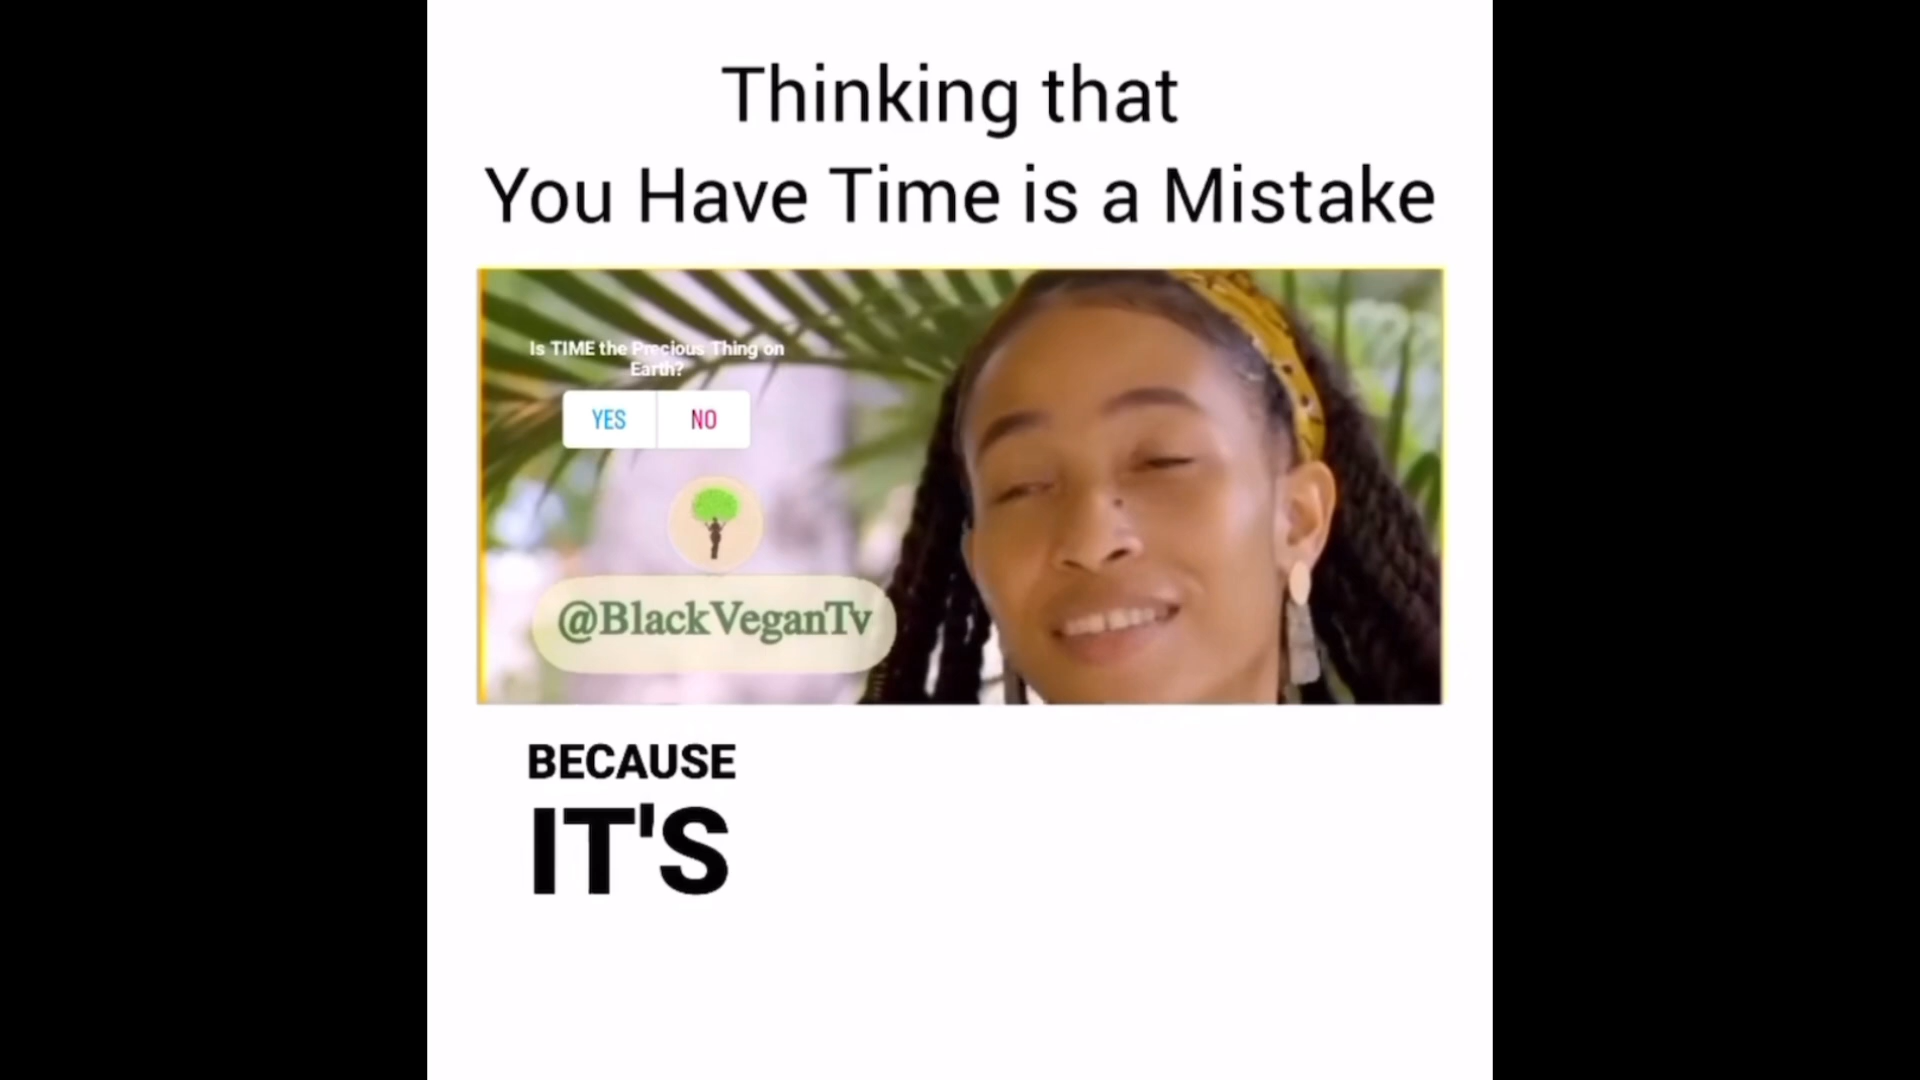 Thinking that
You Have Time is a Mistake
Is TIME the Precious Thing on
Earth?
YES NO
@BlackVeganTv
BECAUSE
IT'S